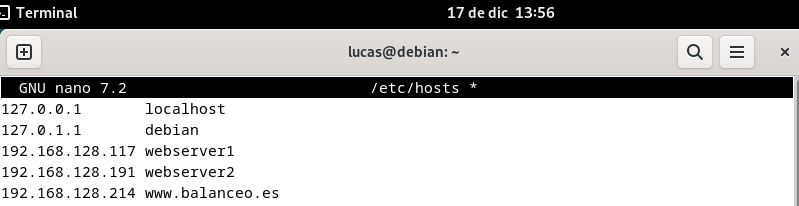 Terminal 17 de dic 13:56
lucas@debian: ~
GNU nano 7.2 /etc/hosts *
127.0.0.1 localhost
127.0.1.1 debian
192.168.128.117 webserver1
192.168.128.191 webserver2
192.168.128.214 www.balanceo.es